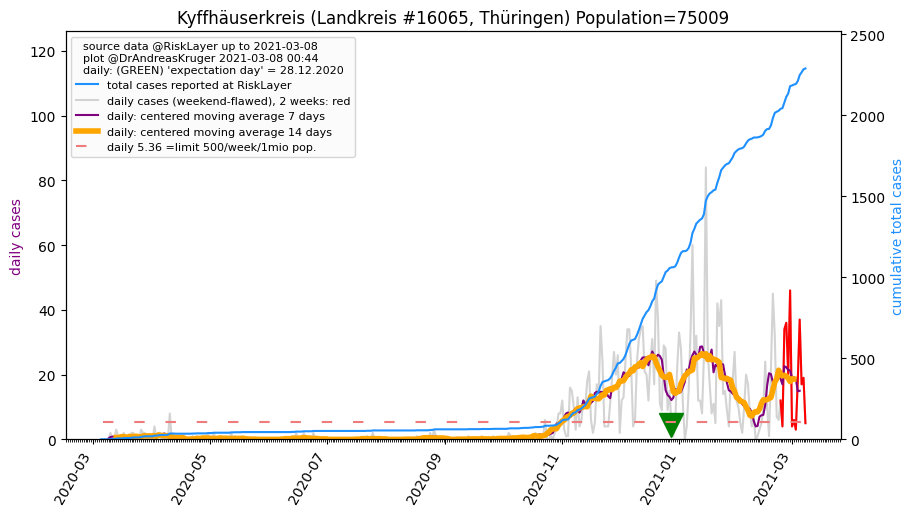 Kyffhäuserkreis (Landkreis #16065, Thüringen) Population=75009
source data @RiskLayer up to 2021-03-08
plot @DrAndreasKruger 2021-03-08 00:44
daily: (GREEN) 'expectation day' = 28.12.2020
total cases reported at RiskLayer
daily cases (weekend-flawed), 2 weeks: red
daily: centered moving average 7 days
daily: centered moving average 14 days
daily 5.36 =limit 500/week/1mio pop.
daily cases
120
100
80
60
40
20
0
cumulative total cases
2500
2000
1500
1000
500
0
2020-03
2020-05
2020-07
2020-09
2020-11
2021-01
2021-03